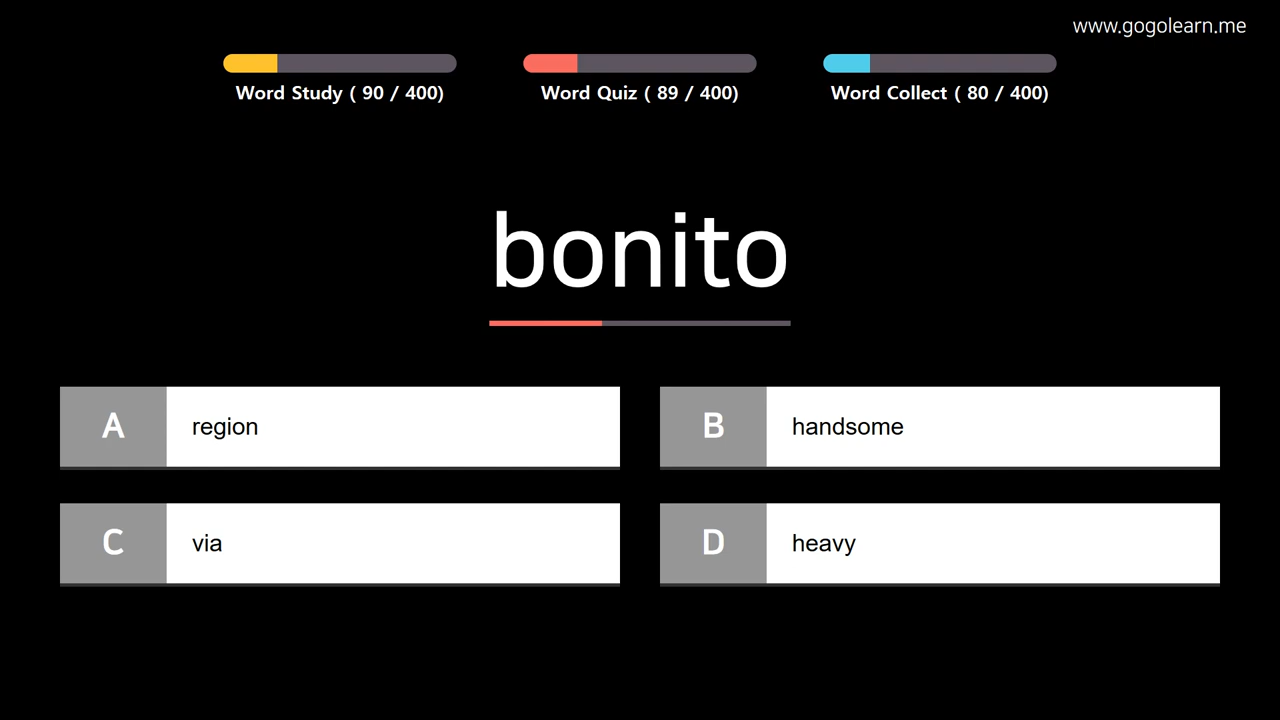 www.gogolearn.me
Word Study ( 90 / 400)
Word Quiz ( 89 / 400)
Word Collect ( 80 / 400)
bonito
A region
B handsome
C via
D heavy